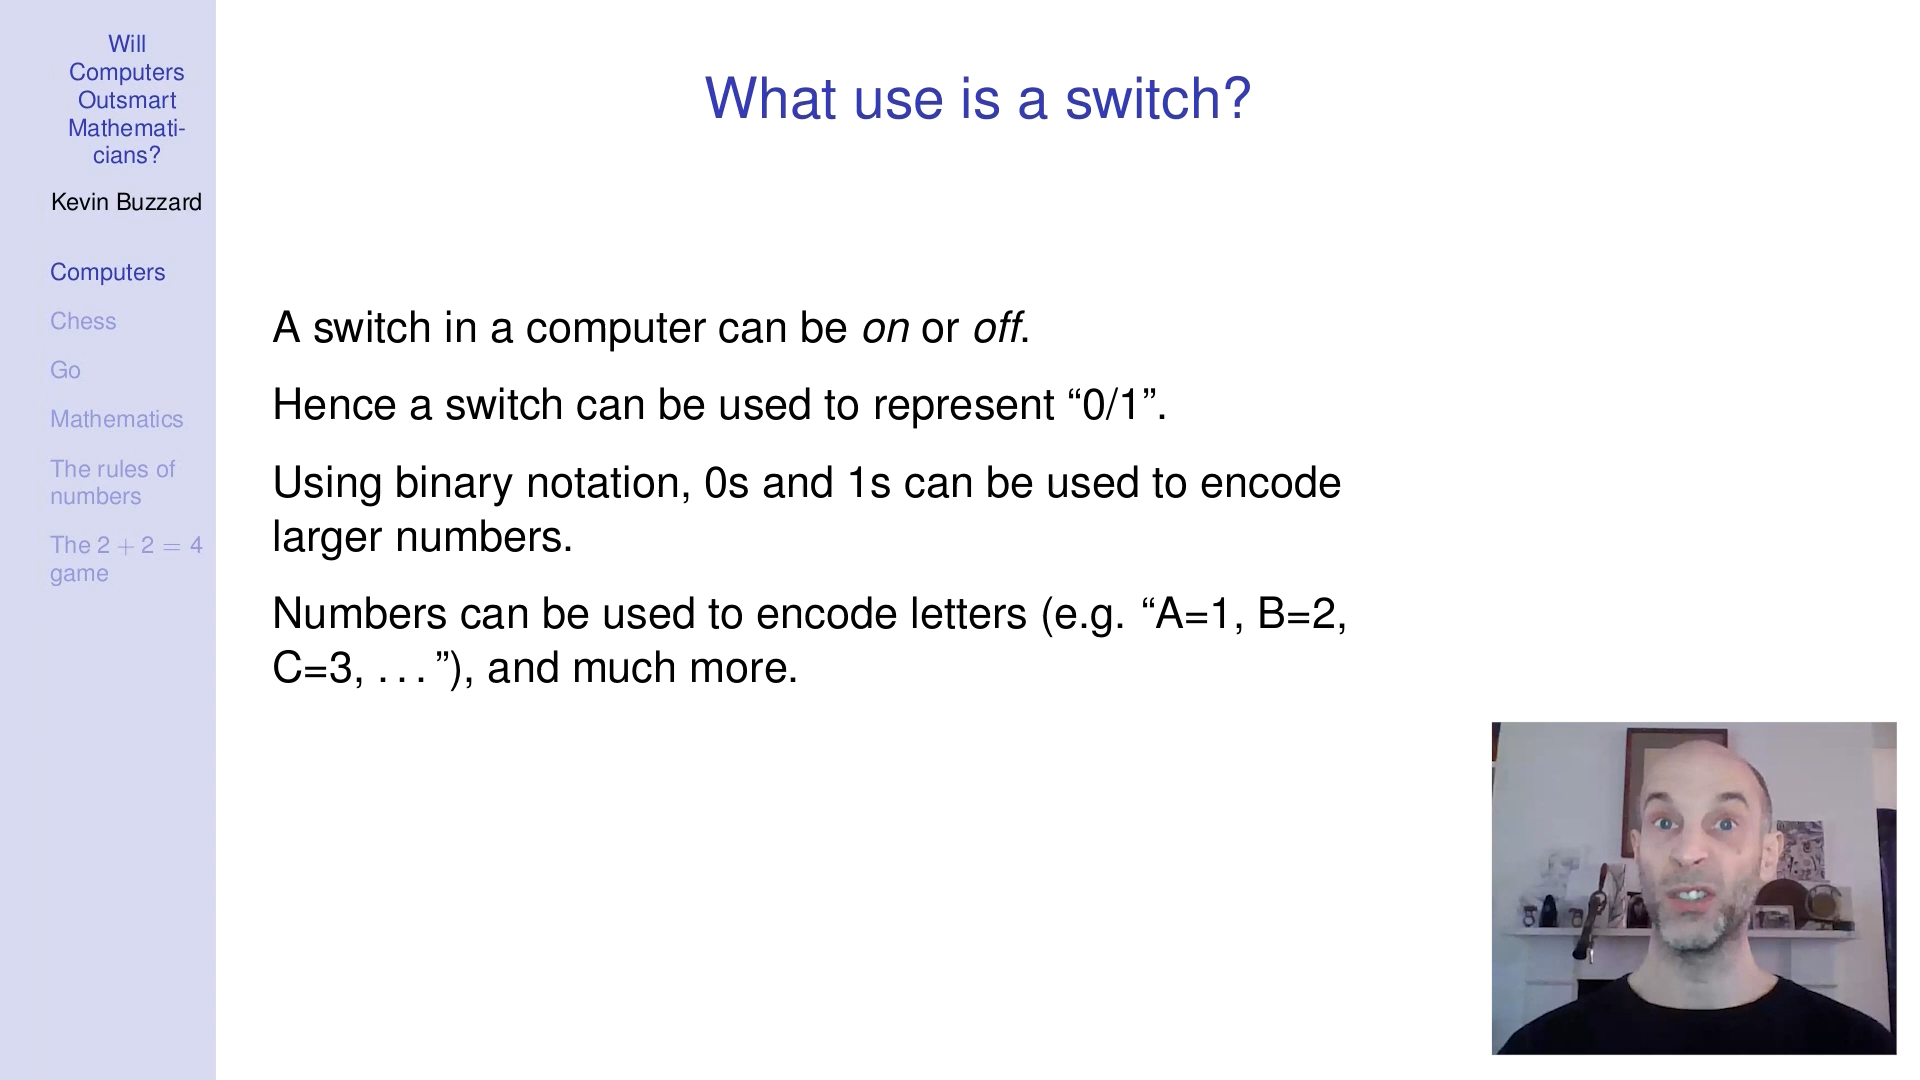 Will
Computers
Outsmart
Mathemati-
cians?
Kevin Buzzard
Computers
Chess
Go
Mathematics
The rules of
numbers
The 2 + 2 = 4
game
What use is a switch?
A switch in a computer can be on or off.
Hence a switch can be used to represent “0/1”.
Using binary notation, 0s and 1s can be used to encode
larger numbers.
Numbers can be used to encode letters (e.g. “A=1, B=2,
C=3, . . . ”), and much more.